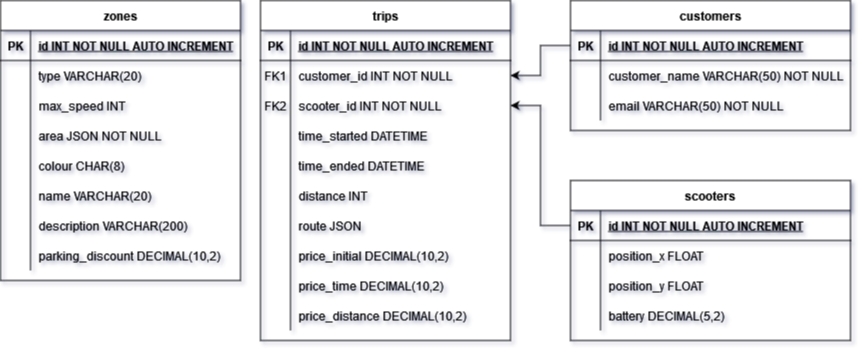 zones
PK id INT NOT NULL AUTO INCREMENT
type VARCHAR(20)
max_speed INT
area JSON NOT NULL
colour CHAR(8)
name VARCHAR(20)
description VARCHAR(200)
parking_discount DECIMAL(10,2)
trips
PK id INT NOT NULL AUTO INCREMENT
FK1 customer_id INT NOT NULL
FK2 scooter_id INT NOT NULL
time_started DATETIME
time_ended DATETIME
distance INT
route JSON
price_initial DECIMAL(10,2)
price_time DECIMAL(10,2)
price_distance DECIMAL(10,2)
customers
PK id INT NOT NULL AUTO INCREMENT
customer_name VARCHAR(50) NOT NULL
email VARCHAR(50) NOT NULL
scooters
PK id INT NOT NULL AUTO INCREMENT
position_x FLOAT
position_y FLOAT
battery DECIMAL(5,2)